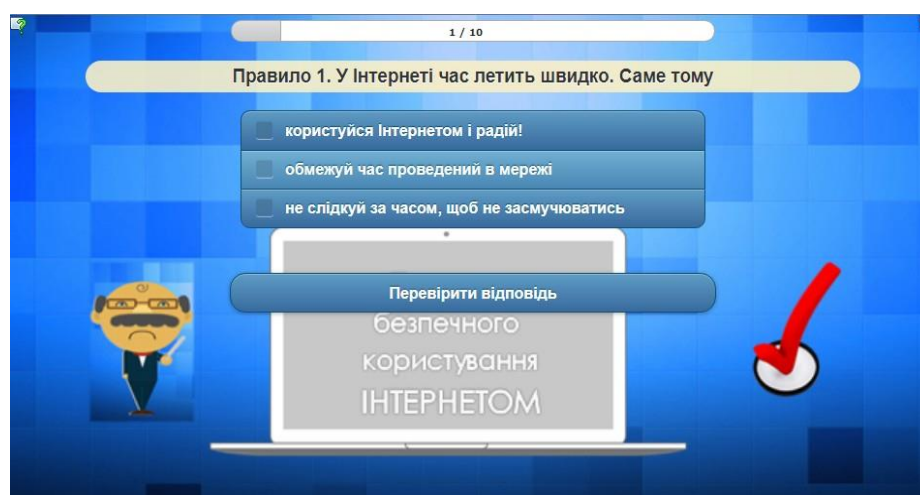 1 / 10
Правило 1. У Інтернеті час летить швидко. Саме тому
користуйся Інтернетом і радій!
обмежуй час проведений в мережі
не слідкуй за часом, щоб не засмучюватись
Перевірити відповідь
безпечного
користування
ІНТЕРНЕТОМ